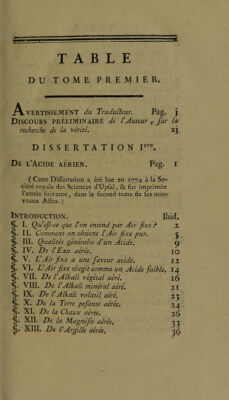 TABLE
DU TOME PREMIER.
AVERTISSEMENT du Traducteur. Pag. j
DISCOURS PRÉLIMINAIRE de l'Auteur, sur la
recherche de la vérité. xj
DISSERTATION Iere.
DE L'ACIDE AÉRIEN. Pag. 1
(Cette Dissertation a été lue en 1774 à la So-
ciété royale des Sciences d'Upsal, & fut imprimée
l'année suivante, dans le second tome de ses nou-
veaux Actes.)
INTRODUCTION. Ibid.
§. I. Qu'est-ce que l'on entend par Air fixe? 2
§. II. Comment on obtient l'Air fixe pur. 5
§. III. Qualités générales d'un Acide. 9
§. IV. De l'Eau aérée. 10
§. V. L'Air fixe a une saveur acide. 12
§. VI. L'Air fixe réagit comme un Acide foible. 14
§. VII. De l'Alkali végétal aéré. 16
§. VIII. De l'Alkali minéral aéré. 21
§. IX. De l'Alkali volatil aéré. 23
§. X. De la Terre pesante aérée. 24
§. XI. De la Chaux aérée. 26
§. XII. De la Magnésie aérée. 33
§. XIII. De l'Argille aérée. 36